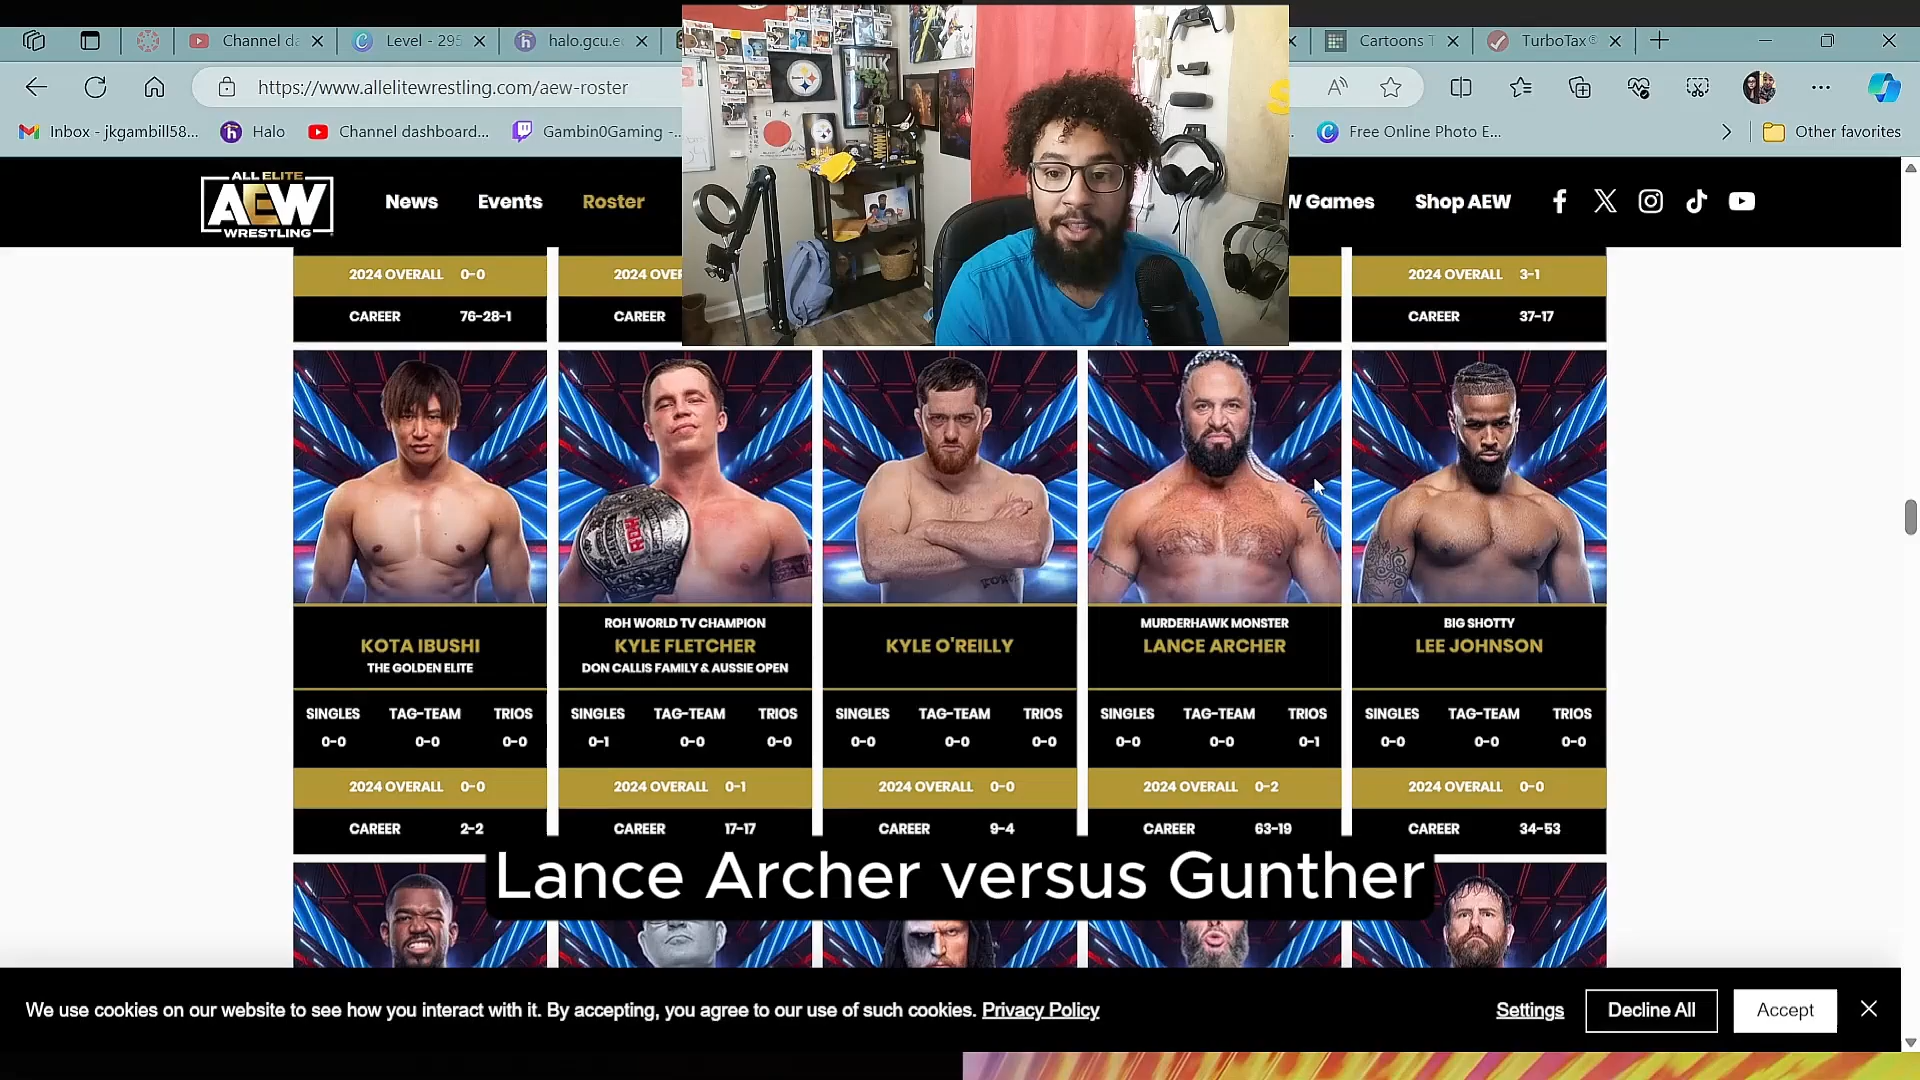 Channel da
Level - 295
halo.gcu.e
Cartoons T
TurboTax®
https://www.allelitewrestling.com/aew-roster
Inbox - jkgambill58...
Halo
Channel dashboard...
Gambin0Gaming -...
Free Online Photo E...
Other favorites
ALL ELITE
AEW
WRESTLING
News
Events
Roster
W Games
Shop AEW
HULK
Steelers
2024 OVERALL 0-0
2024 OVE
2024 OVERALL 3-1
CAREER 76-28-1
CAREER
CAREER 37-17
ROH
KOTA IBUSHI
THE GOLDEN ELITE
ROH WORLD TV CHAMPION
KYLE FLETCHER
DON CALLIS FAMILY & AUSSIE OPEN
KYLE O'REILLY
MURDERHAWK MONSTER
LANCE ARCHER
BIG SHOTTY
LEE JOHNSON
SINGLES TAG-TEAM TRIOS
0-0 0-0 0-0
SINGLES TAG-TEAM TRIOS
0-1 0-0 0-0
SINGLES TAG-TEAM TRIOS
0-0 0-0 0-0
SINGLES TAG-TEAM TRIOS
0-0 0-0 0-1
SINGLES TAG-TEAM TRIOS
0-0 0-0 0-0
2024 OVERALL 0-0
2024 OVERALL 0-1
2024 OVERALL 0-0
2024 OVERALL 0-2
2024 OVERALL 0-0
CAREER 2-2
CAREER 17-17
CAREER 9-4
CAREER 63-19
CAREER 34-53
Lance Archer versus Gunther
We use cookies on our website to see how you interact with it. By accepting, you agree to our use of such cookies. Privacy Policy
Settings
Decline All
Accept